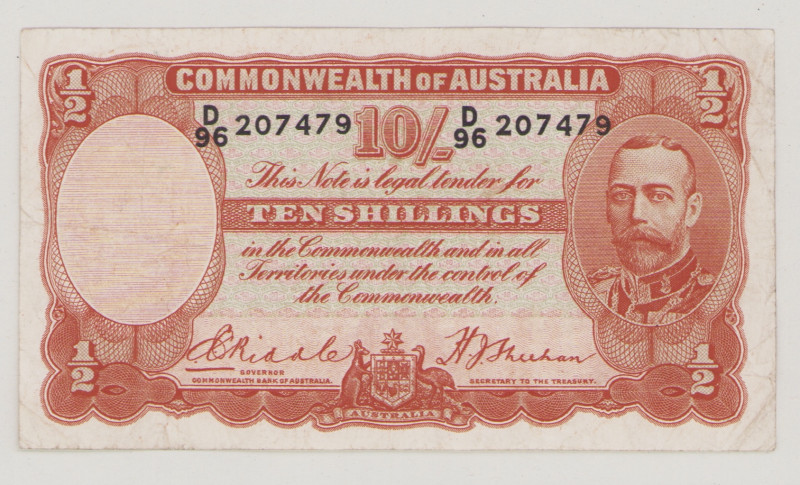 1/2 COMMONWEALTH OF AUSTRALIA 1/2
D/96 207479 10/- D/96 207479
This Note is legal tender for
TEN SHILLINGS
in the Commonwealth and in all
Territories under the control of
the Commonwealth.
E C Riddle H.J. Sheehan
GOVERNOR
COMMONWEALTH BANK OF AUSTRALIA. SECRETARY TO THE TREASURY.
1/2 AUSTRALIA 1/2